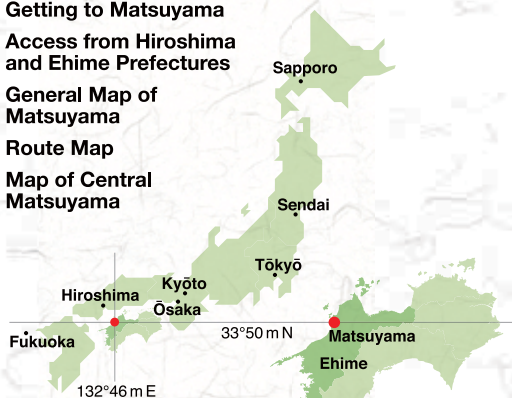 Getting to Matsuyama
Access from Hiroshima
and Ehime Prefectures
General Map of
Matsuyama
Route Map
Map of Central
Matsuyama
Sapporo
Sendai
Tōkyō
Kyōto
Hiroshima
Ōsaka
33°50 m N
Matsuyama
Fukuoka
Ehime
132°46 m E